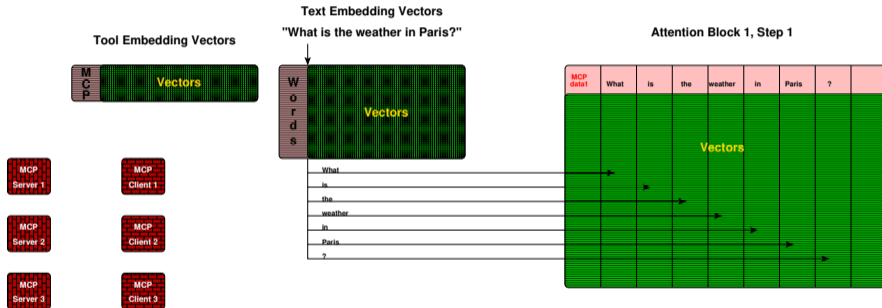 Text Embedding Vectors
Tool Embedding Vectors
"What is the weather in Paris?"
Attention Block 1, Step 1
MCP
Vectors
Words
Vectors
MCP
data1
What
is
the
weather
in
Paris
?
Vectors
What
is
the
weather
in
Paris
?
MCP
Server 1
MCP
Client 1
MCP
Server 2
MCP
Client 2
MCP
Server 3
MCP
Client 3